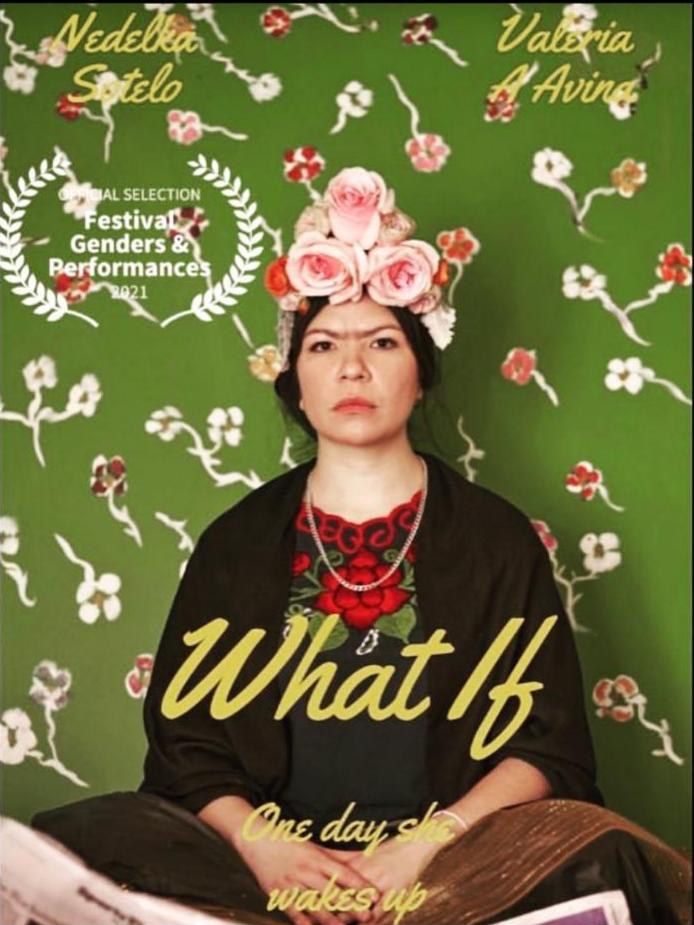 Nedelka
Sotelo
Valeria
A Avina
OFFICIAL SELECTION
Festival
Genders &
Performances
2021
What If
One day she
wakes up